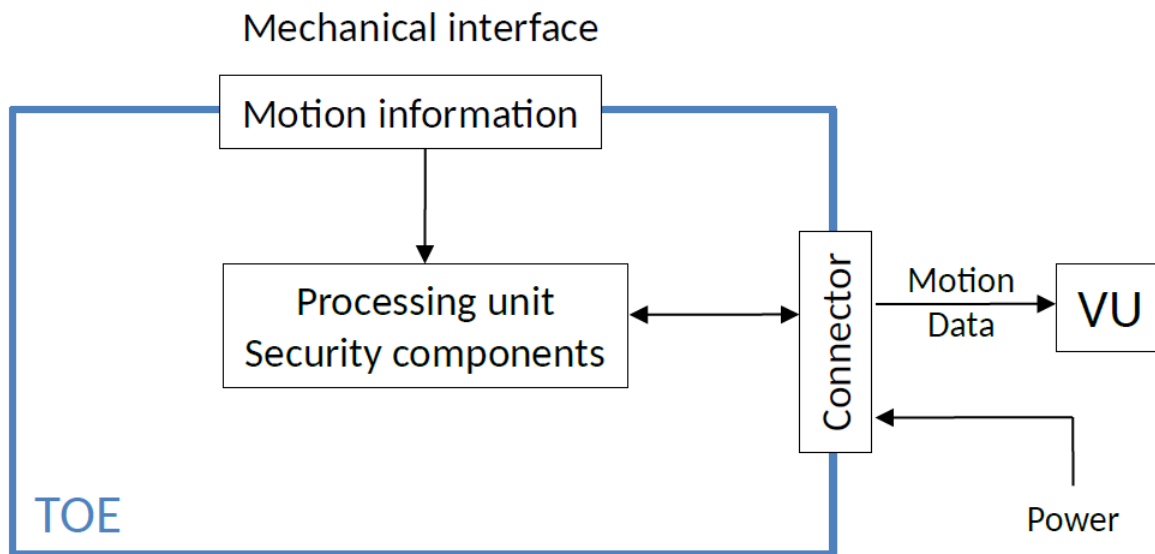 Mechanical interface
Motion information
Processing unit
Security components
Connector
Motion
Data
VU
Power
TOE